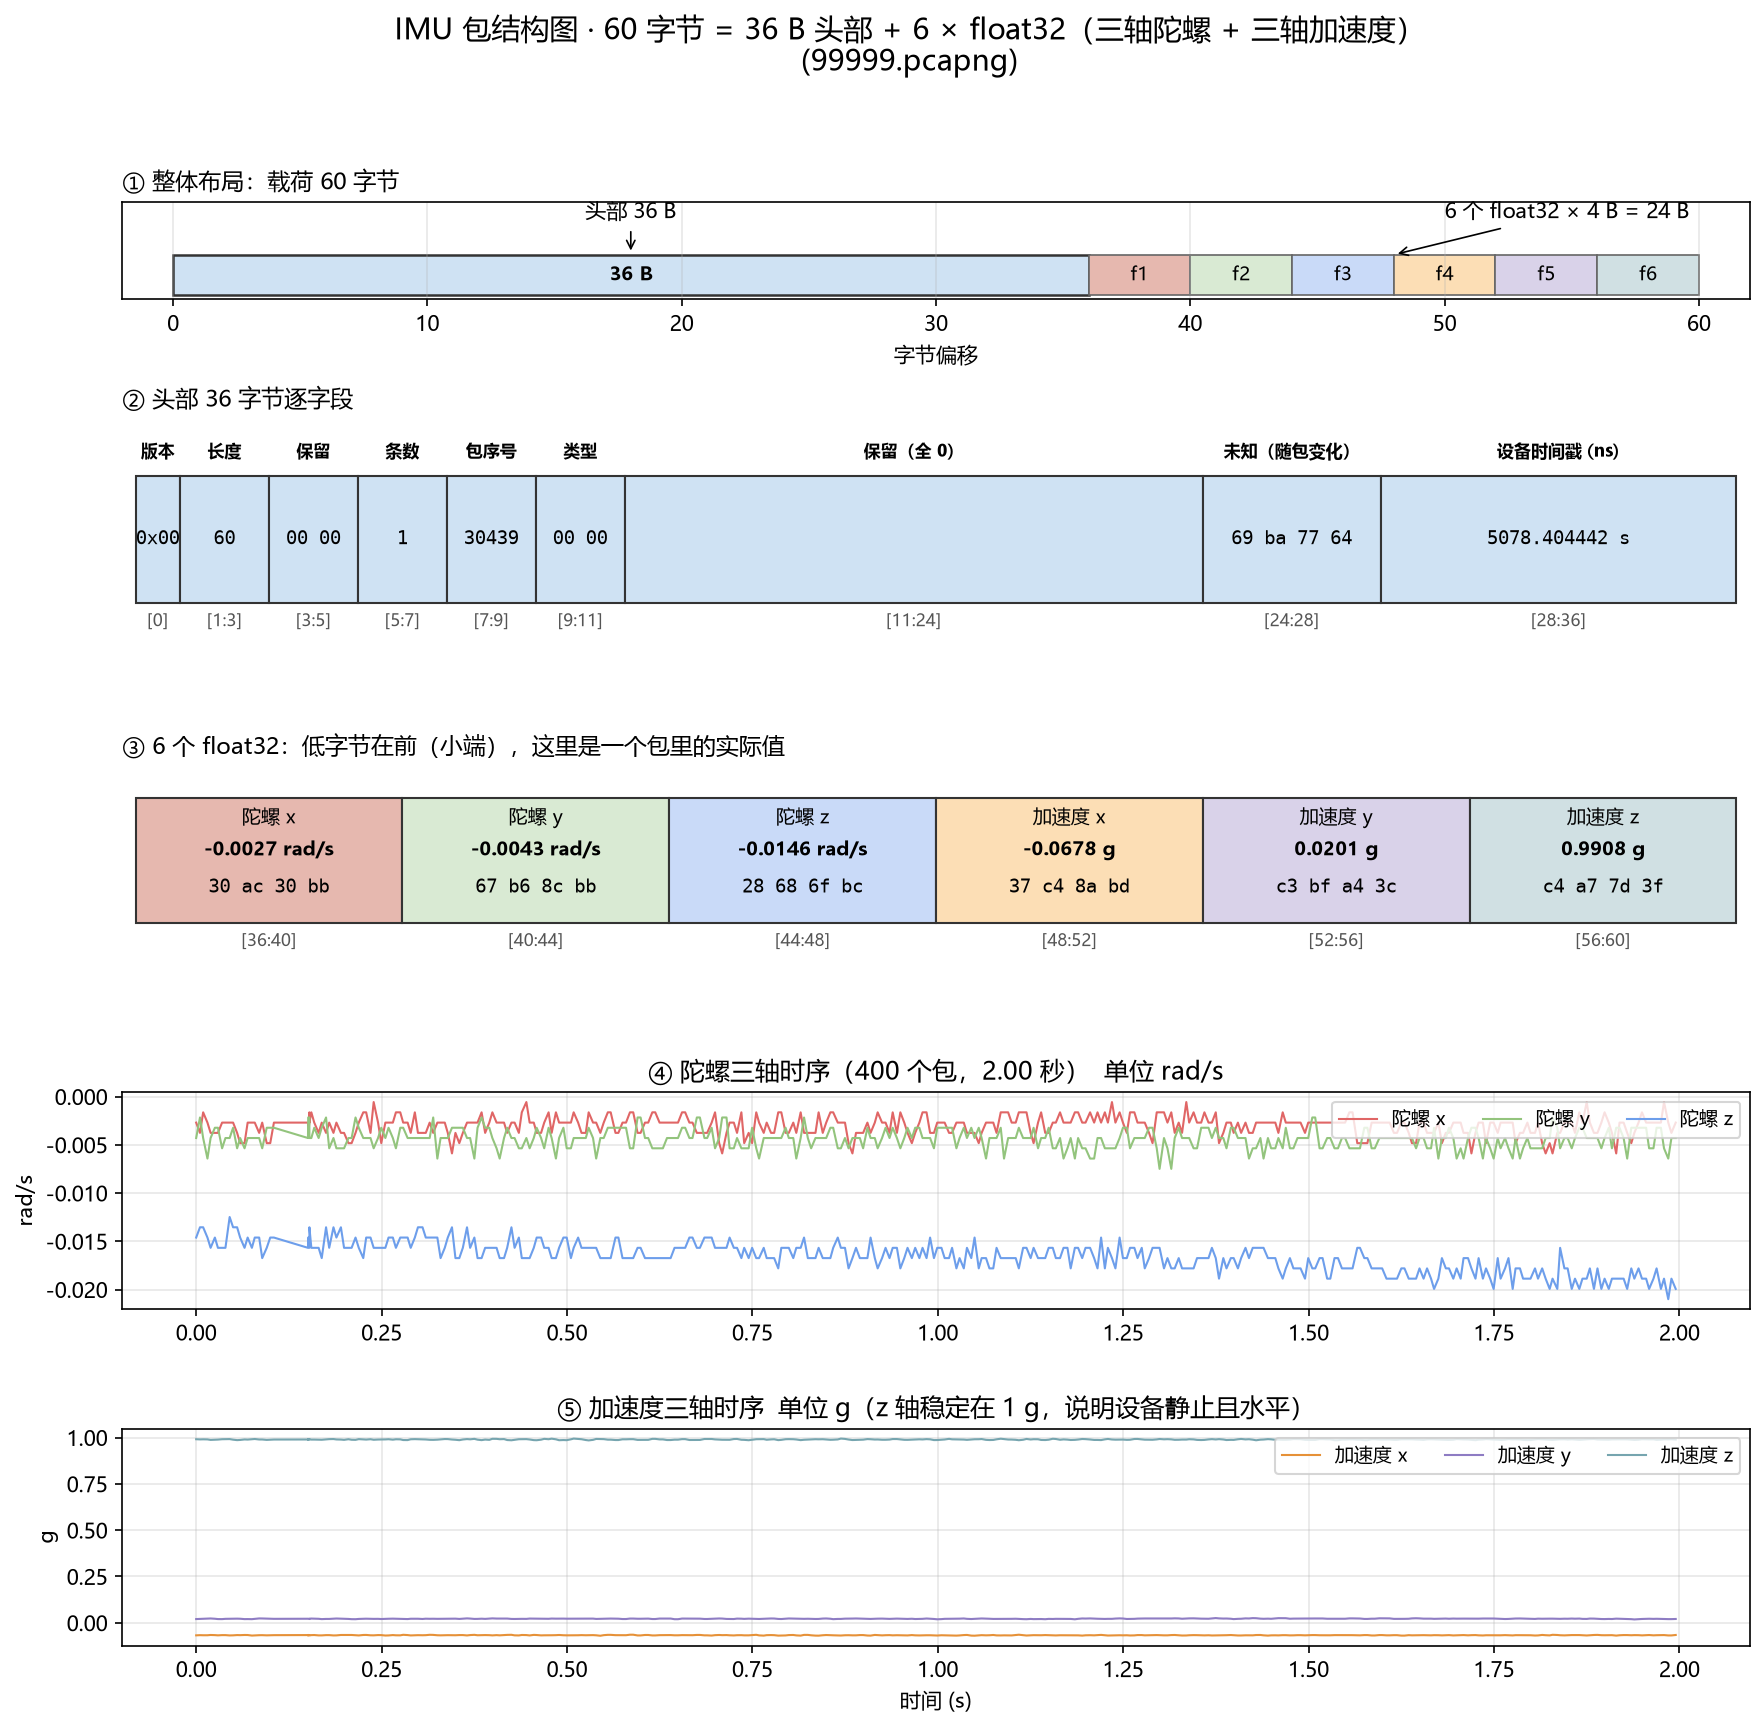 IMU 包结构图 · 60 字节 = 36 B 头部 + 6 × float32（三轴陀螺 + 三轴加速度）
(99999.pcapng)
① 整体布局：载荷 60 字节
头部 36 B
6 个 float32 × 4 B = 24 B
36 B f1 f2 f3 f4 f5 f6
0 10 20 30 40 50 60
字节偏移
② 头部 36 字节逐字段
版本 长度 保留 条数 包序号 类型 保留（全 0） 未知（随包变化） 设备时间戳 (ns)
0x00 60 00 00 1 30439 00 00 69 ba 77 64 5078.404442 s
[0] [1:3] [3:5] [5:7] [7:9] [9:11] [11:24] [24:28] [28:36]
③ 6 个 float32：低字节在前（小端），这里是一个包里的实际值
陀螺 x 陀螺 y 陀螺 z 加速度 x 加速度 y 加速度 z
-0.0027 rad/s -0.0043 rad/s -0.0146 rad/s -0.0678 g 0.0201 g 0.9908 g
30 ac 30 bb 67 b6 8c bb 28 68 6f bc 37 c4 8a bd c3 bf a4 3c c4 a7 7d 3f
[36:40] [40:44] [44:48] [48:52] [52:56] [56:60]
④ 陀螺三轴时序（400 个包，2.00 秒） 单位 rad/s
陀螺 x 陀螺 y 陀螺 z
rad/s
0.000
-0.005
-0.010
-0.015
-0.020
0.00 0.25 0.50 0.75 1.00 1.25 1.50 1.75 2.00
⑤ 加速度三轴时序 单位 g（z 轴稳定在 1 g，说明设备静止且水平）
加速度 x 加速度 y 加速度 z
g
1.00
0.75
0.50
0.25
0.00
0.00 0.25 0.50 0.75 1.00 1.25 1.50 1.75 2.00
时间 (s)